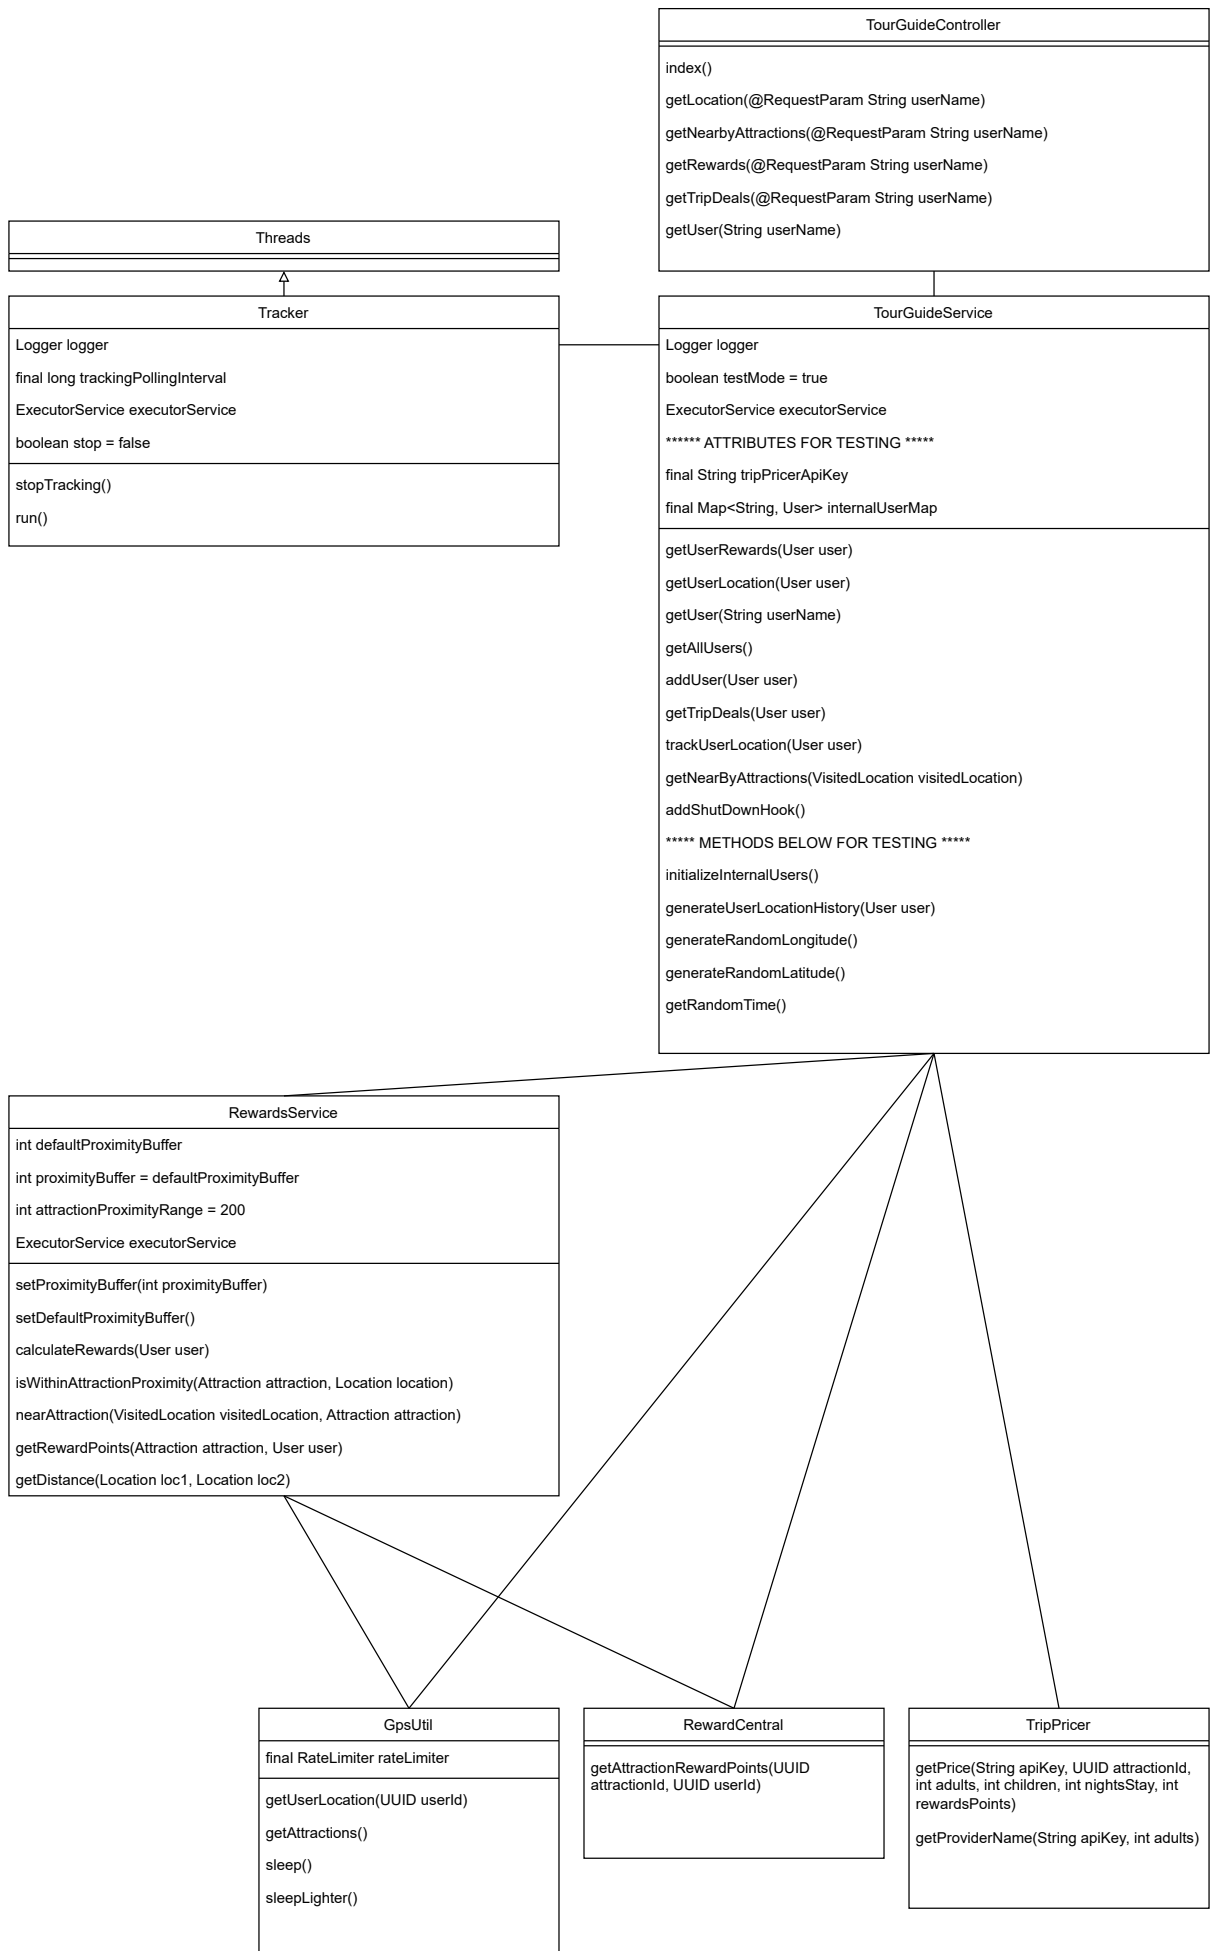 TourGuideController
index()
getLocation(@RequestParam String userName)
getNearbyAttractions(@RequestParam String userName)
getRewards(@RequestParam String userName)
getTripDeals(@RequestParam String userName)
getUser(String userName)
Threads
Tracker
Logger logger
final long trackingPollingInterval
ExecutorService executorService
boolean stop = false
stopTracking()
run()
TourGuideService
Logger logger
boolean testMode = true
ExecutorService executorService
****** ATTRIBUTES FOR TESTING *****
final String tripPricerApiKey
final Map<String, User> internalUserMap
getUserRewards(User user)
getUserLocation(User user)
getUser(String userName)
getAllUsers()
addUser(User user)
getTripDeals(User user)
trackUserLocation(User user)
getNearByAttractions(VisitedLocation visitedLocation)
addShutDownHook()
***** METHODS BELOW FOR TESTING *****
initializeInternalUsers()
generateUserLocationHistory(User user)
generateRandomLongitude()
generateRandomLatitude()
getRandomTime()
RewardsService
int defaultProximityBuffer
int proximityBuffer = defaultProximityBuffer
int attractionProximityRange = 200
ExecutorService executorService
setProximityBuffer(int proximityBuffer)
setDefaultProximityBuffer()
calculateRewards(User user)
isWithinAttractionProximity(Attraction attraction, Location location)
nearAttraction(VisitedLocation visitedLocation, Attraction attraction)
getRewardPoints(Attraction attraction, User user)
getDistance(Location loc1, Location loc2)
GpsUtil
final RateLimiter rateLimiter
getUserLocation(UUID userId)
getAttractions()
sleep()
sleepLighter()
RewardCentral
getAttractionRewardPoints(UUID
attractionId, UUID userId)
TripPricer
getPrice(String apiKey, UUID attractionId,
int adults, int children, int nightsStay, int
rewardsPoints)
getProviderName(String apiKey, int adults)